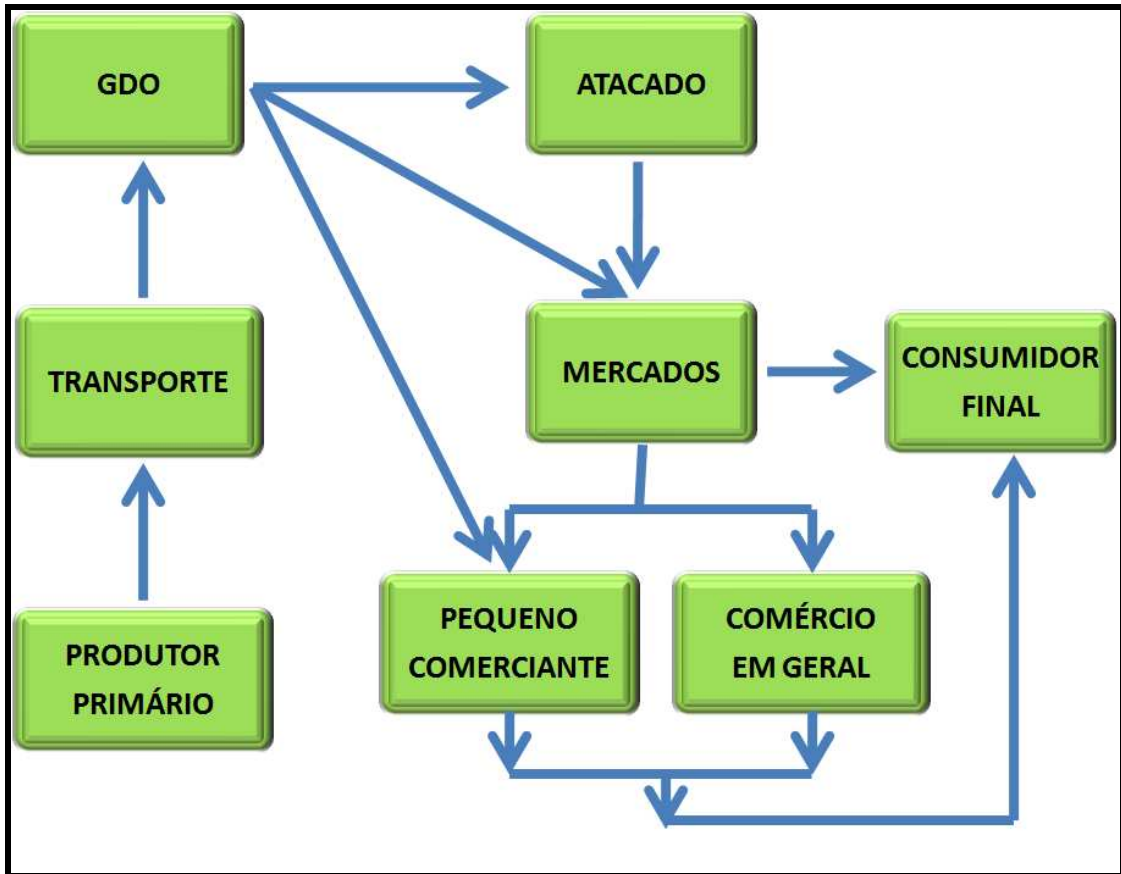 GDO
ATACADO
TRANSPORTE
MERCADOS
CONSUMIDOR
FINAL
PRODUTOR
PRIMÁRIO
PEQUENO
COMERCIANTE
COMÉRCIO
EM GERAL